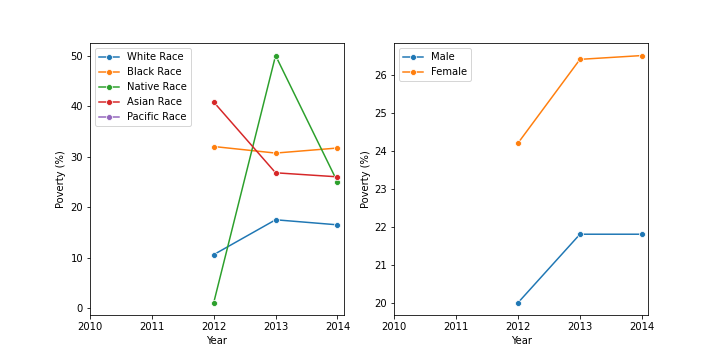 White Race
Black Race
Native Race
Asian Race
Pacific Race
50
40
30
20
10
0
Poverty (%)
2010 2011 2012 2013 2014
Year
Male
Female
26
25
24
23
22
21
20
Poverty (%)
2010 2011 2012 2013 2014
Year